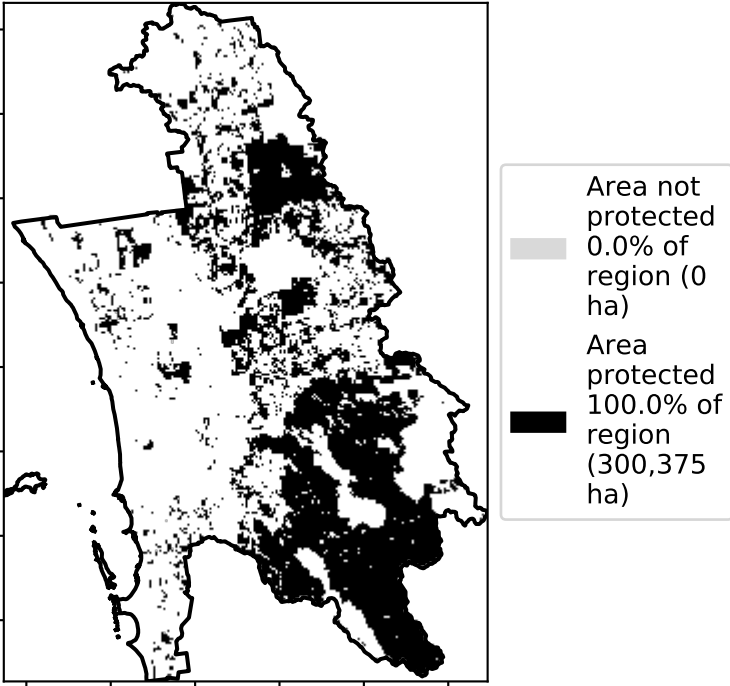 Area not
protected
0.0% of
region (0
ha)
Area
protected
100.0% of
region
(300,375
ha)